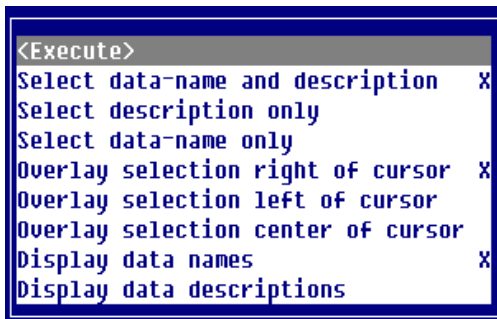 <Execute>
Select data-name and description X
Select description only
Select data-name only
Overlay selection right of cursor X
Overlay selection left of cursor
Overlay selection center of cursor
Display data names X
Display data descriptions